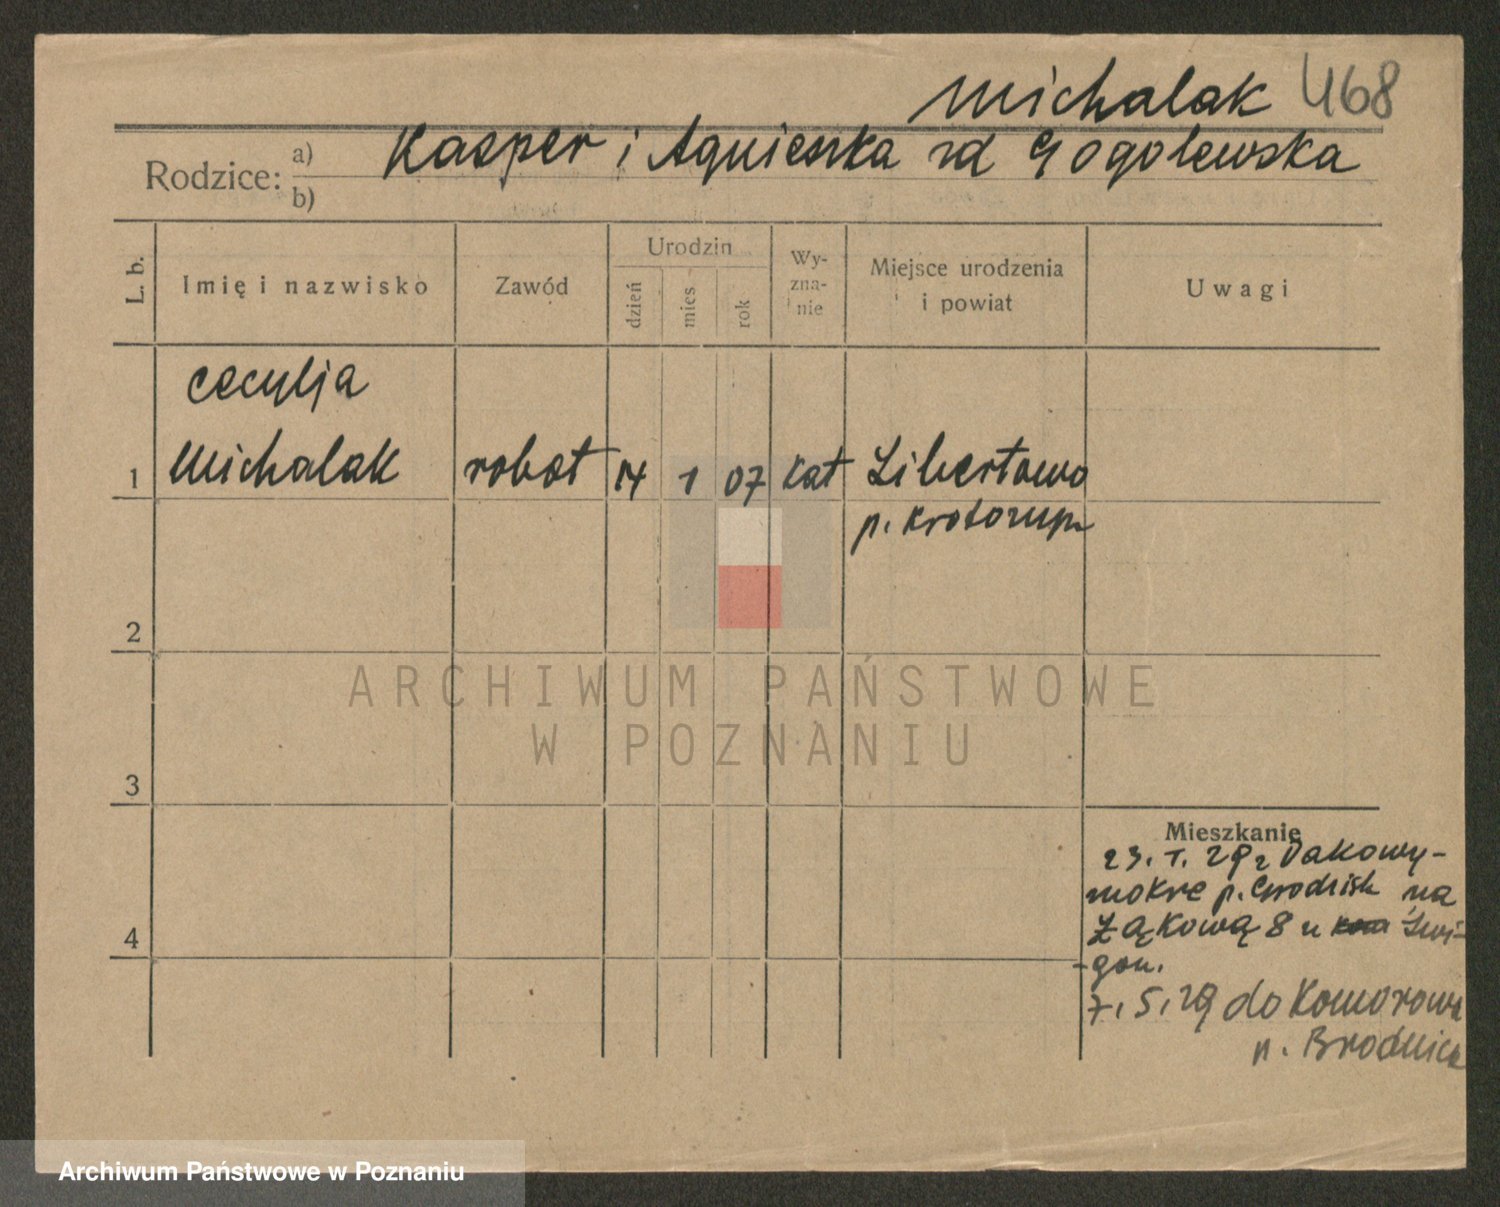 Michalak 468
Rodzice: a) Kasper i Agnieszka zd Gogolewska
b)
L. b.
Imię i nazwisko
Zawód
Urodzin
dzień
mies
rok
Wy-
zna-
nie
Miejsce urodzenia
i powiat
Uwagi
Cecylja
1 Michalak robot 14 1 07 kat Libertowo
p. Krotoszyn
2
3
4
Mieszkanie
23. I. 29 z Dakowy-
mokre p. Grodzisk na
Łąkową 8 u
-gon.
7. 5. 29 do Komorowa
p. Brodnica
ARCHIWUM PAŃSTWOWE
W POZNANIU
Archiwum Państwowe w Poznaniu